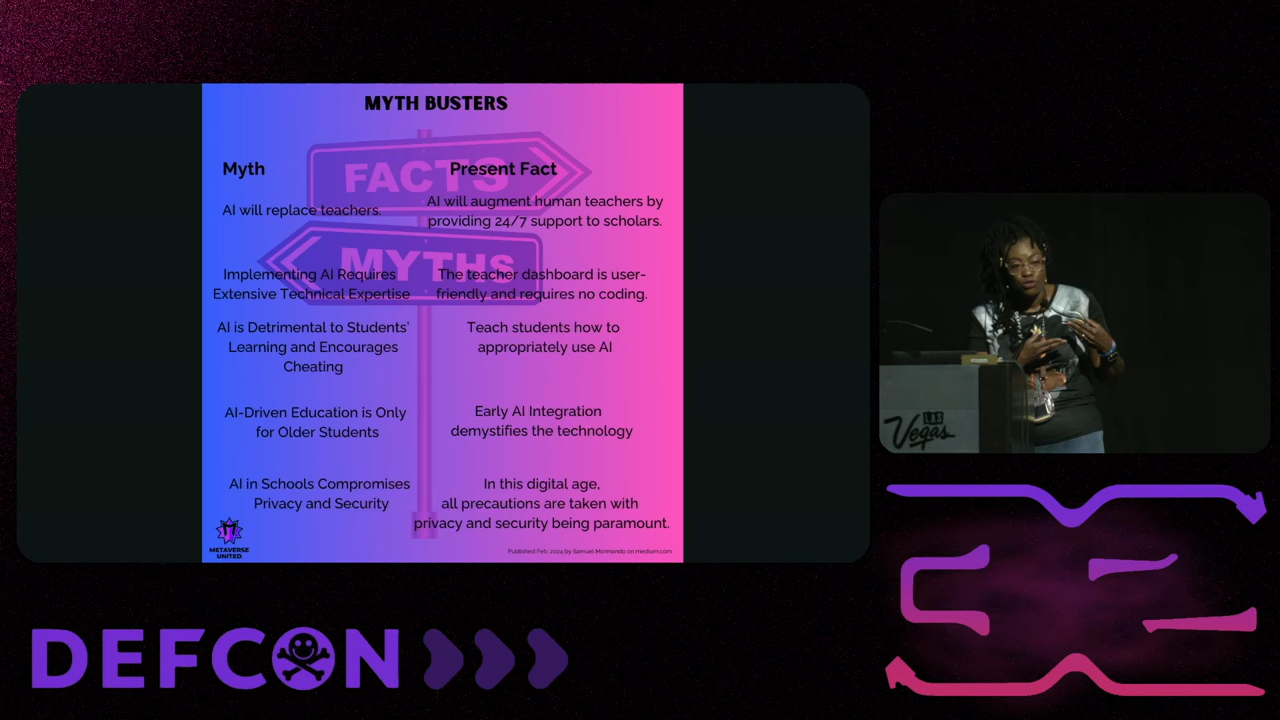 MYTH BUSTERS
FACTS
MYTHS
Myth
Present Fact
AI will replace teachers.
AI will augment human teachers by
providing 24/7 support to scholars.
Implementing AI Requires
Extensive Technical Expertise
The teacher dashboard is user-
friendly and requires no coding.
AI is Detrimental to Students'
Learning and Encourages
Cheating
Teach students how to
appropriately use AI
AI-Driven Education is Only
for Older Students
Early AI Integration
demystifies the technology
AI in Schools Compromises
Privacy and Security
In this digital age,
all precautions are taken with
privacy and security being paramount.
METAVERSE
UNITED
Published Feb. 2024 by Samuel Mormando on medium.com
LAS
Vegas
DEFCON